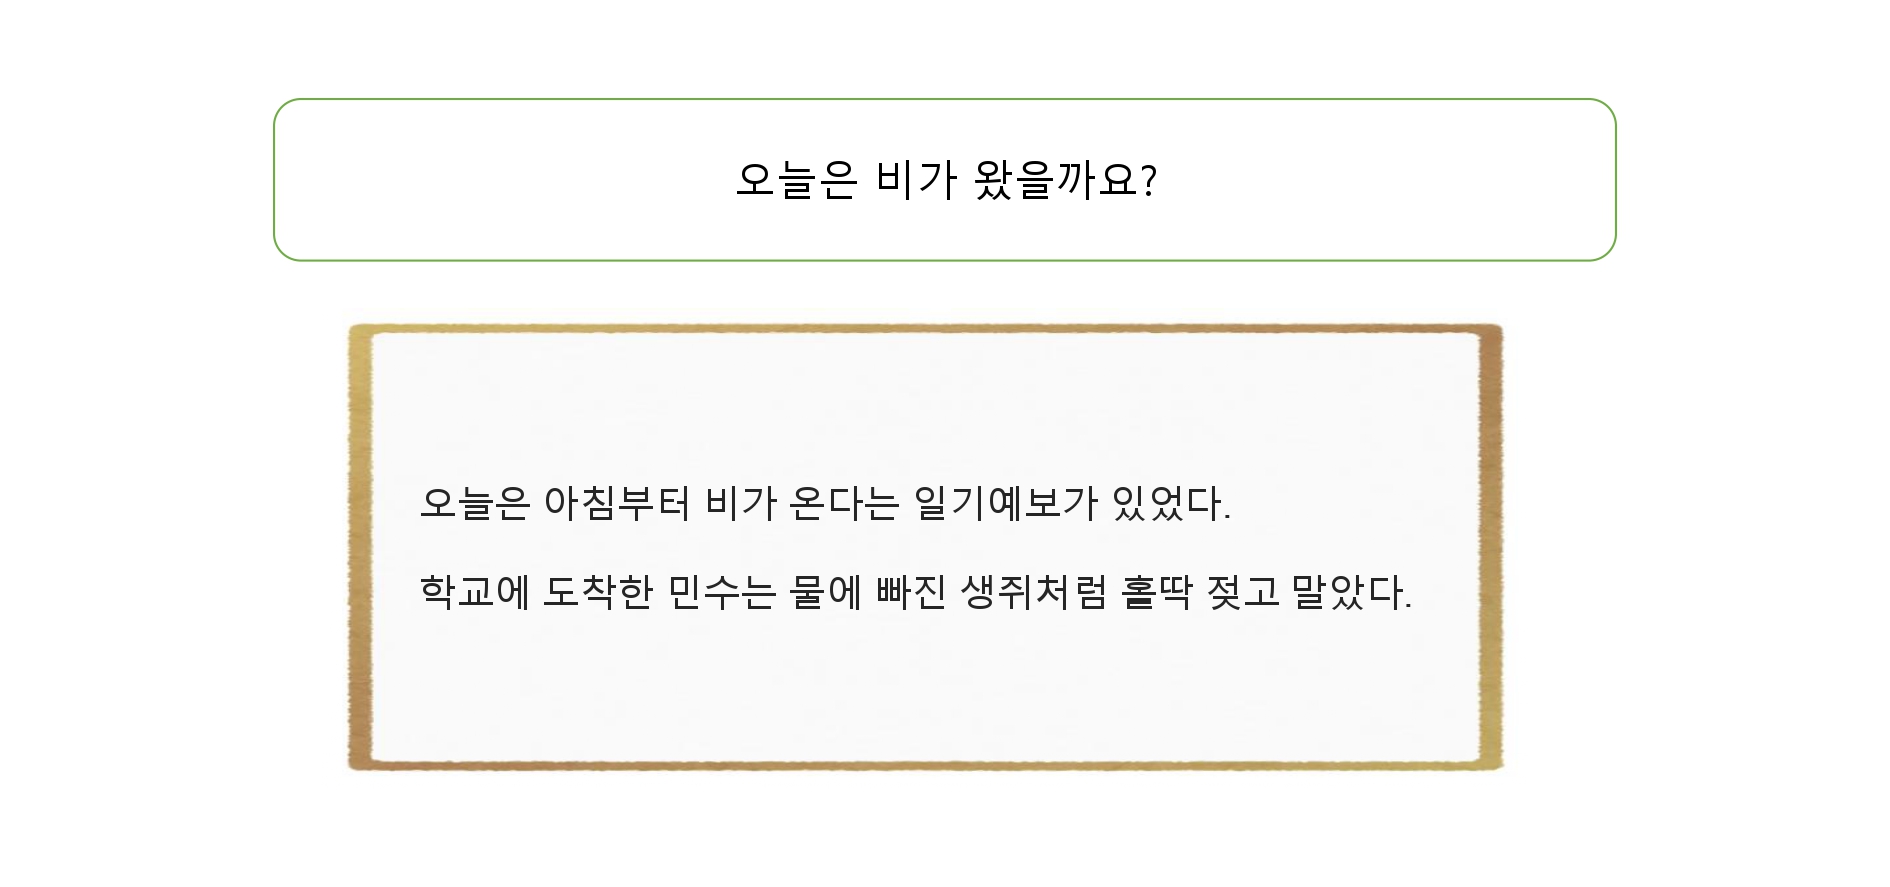 오늘은 비가 왔을까요?
오늘은 아침부터 비가 온다는 일기예보가 있었다.
학교에 도착한 민수는 물에 빠진 생쥐처럼 홀딱 젖고 말았다.